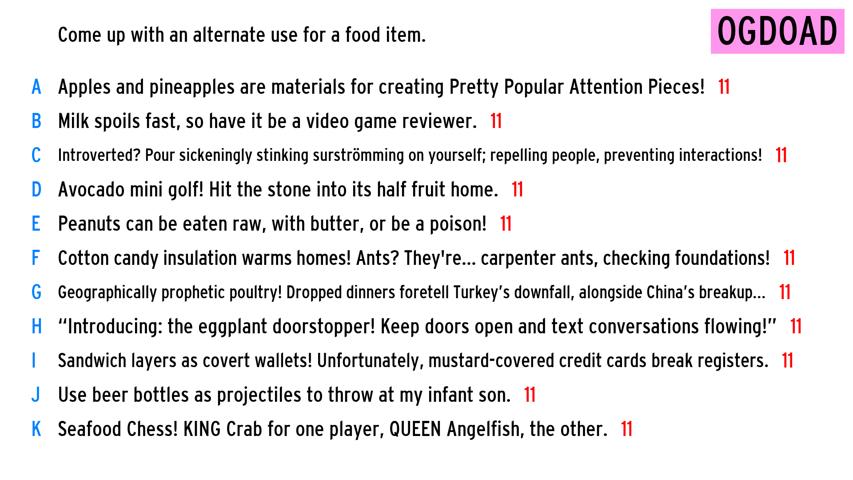 Come up with an alternate use for a food item.
OGDOAD
A Apples and pineapples are materials for creating Pretty Popular Attention Pieces! 11
B Milk spoils fast, so have it be a video game reviewer. 11
C Introverted? Pour sickeningly stinking surströmming on yourself; repelling people, preventing interactions! 11
D Avocado mini golf! Hit the stone into its half fruit home. 11
E Peanuts can be eaten raw, with butter, or be a poison! 11
F Cotton candy insulation warms homes! Ants? They're... carpenter ants, checking foundations! 11
G Geographically prophetic poultry! Dropped dinners foretell Turkey's downfall, alongside China's breakup... 11
H “Introducing: the eggplant doorstopper! Keep doors open and text conversations flowing!” 11
I Sandwich layers as covert wallets! Unfortunately, mustard-covered credit cards break registers. 11
J Use beer bottles as projectiles to throw at my infant son. 11
K Seafood Chess! KING Crab for one player, QUEEN Angelfish, the other. 11